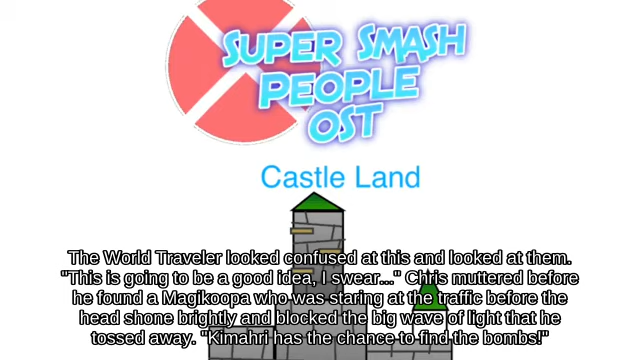 SUPER SMASH
PEOPLE
OST
Castle Land
The World Traveler looked confused at this and looked at them.
"This is going to be a good idea, I swear..." Chris muttered before
he found a Magikoopa who was staring at the traffic before the
head shone brightly and blocked the big wave of light that he
tossed away. "Kimahri has the chance to find the bombs!"